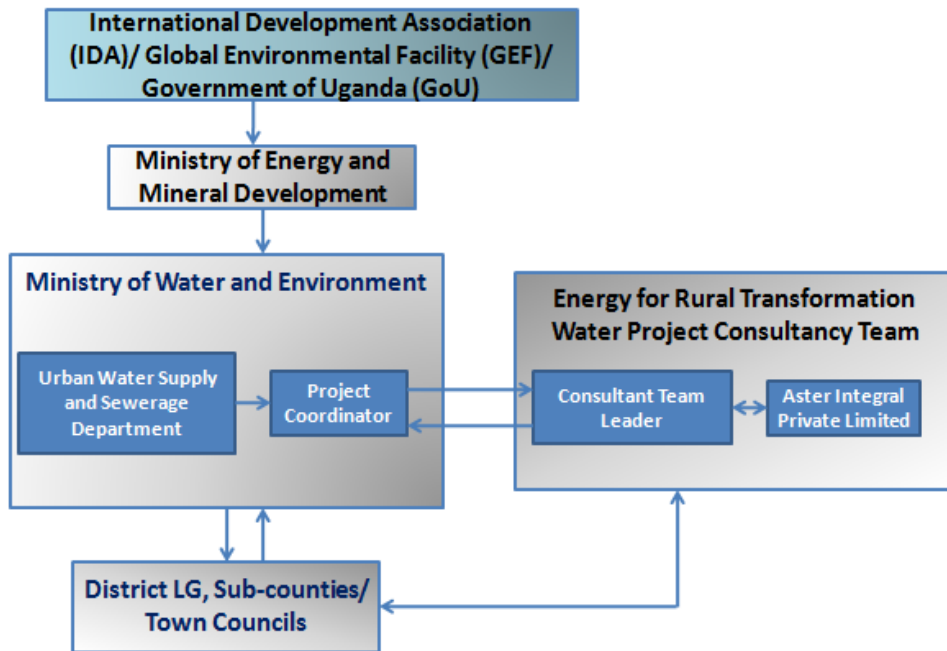 International Development Association
(IDA)/ Global Environmental Facility (GEF)/
Government of Uganda (GoU)
Ministry of Energy and
Mineral Development
Ministry of Water and Environment
Urban Water Supply
and Sewerage
Department
Project
Coordinator
Energy for Rural Transformation
Water Project Consultancy Team
Consultant Team
Leader
Aster Integral
Private Limited
District LG, Sub-counties/
Town Councils